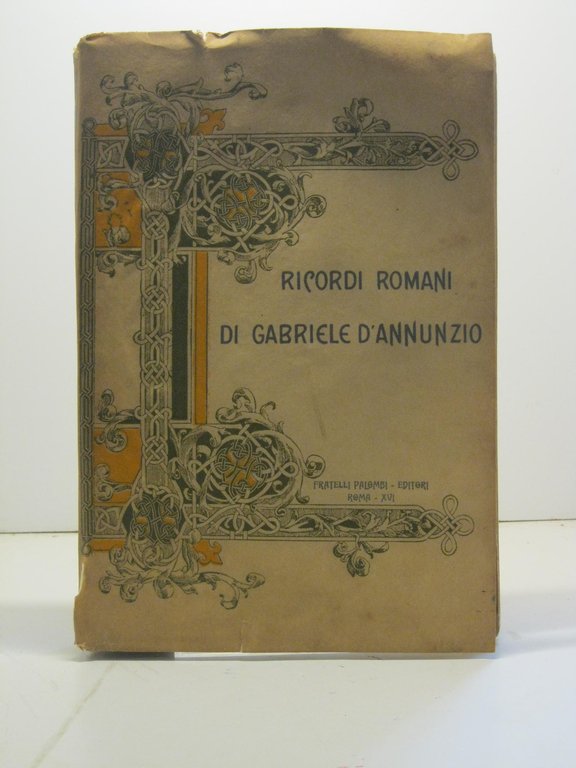 RICORDI ROMANI
DI GABRIELE D'ANNUNZIO
FRATELLI PALOMBI - EDITORI
ROMA - XVI